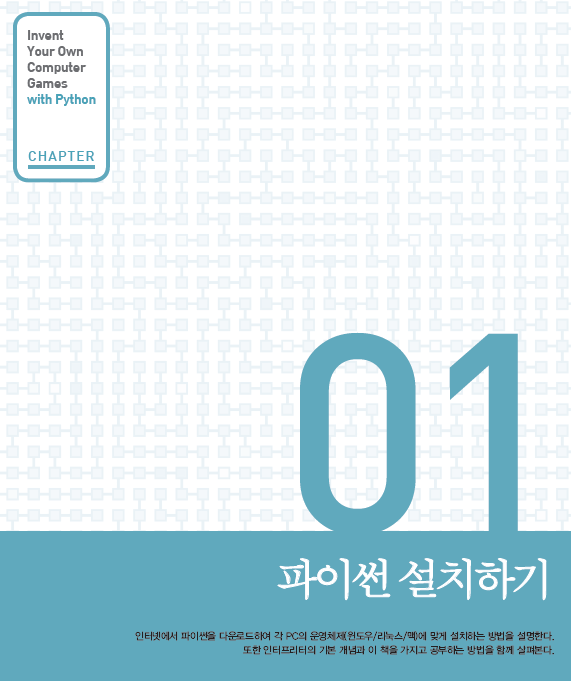 Invent
Your Own
Computer
Games
with Python
CHAPTER
01
파이썬 설치하기
인터넷에서 파이썬을 다운로드하여 각 PC의 운영체제(윈도우/리눅스/맥)에 맞게 설치하는 방법을 설명한다.
또한 인터프리터의 기본 개념과 이 책을 가지고 공부하는 방법을 함께 살펴본다.